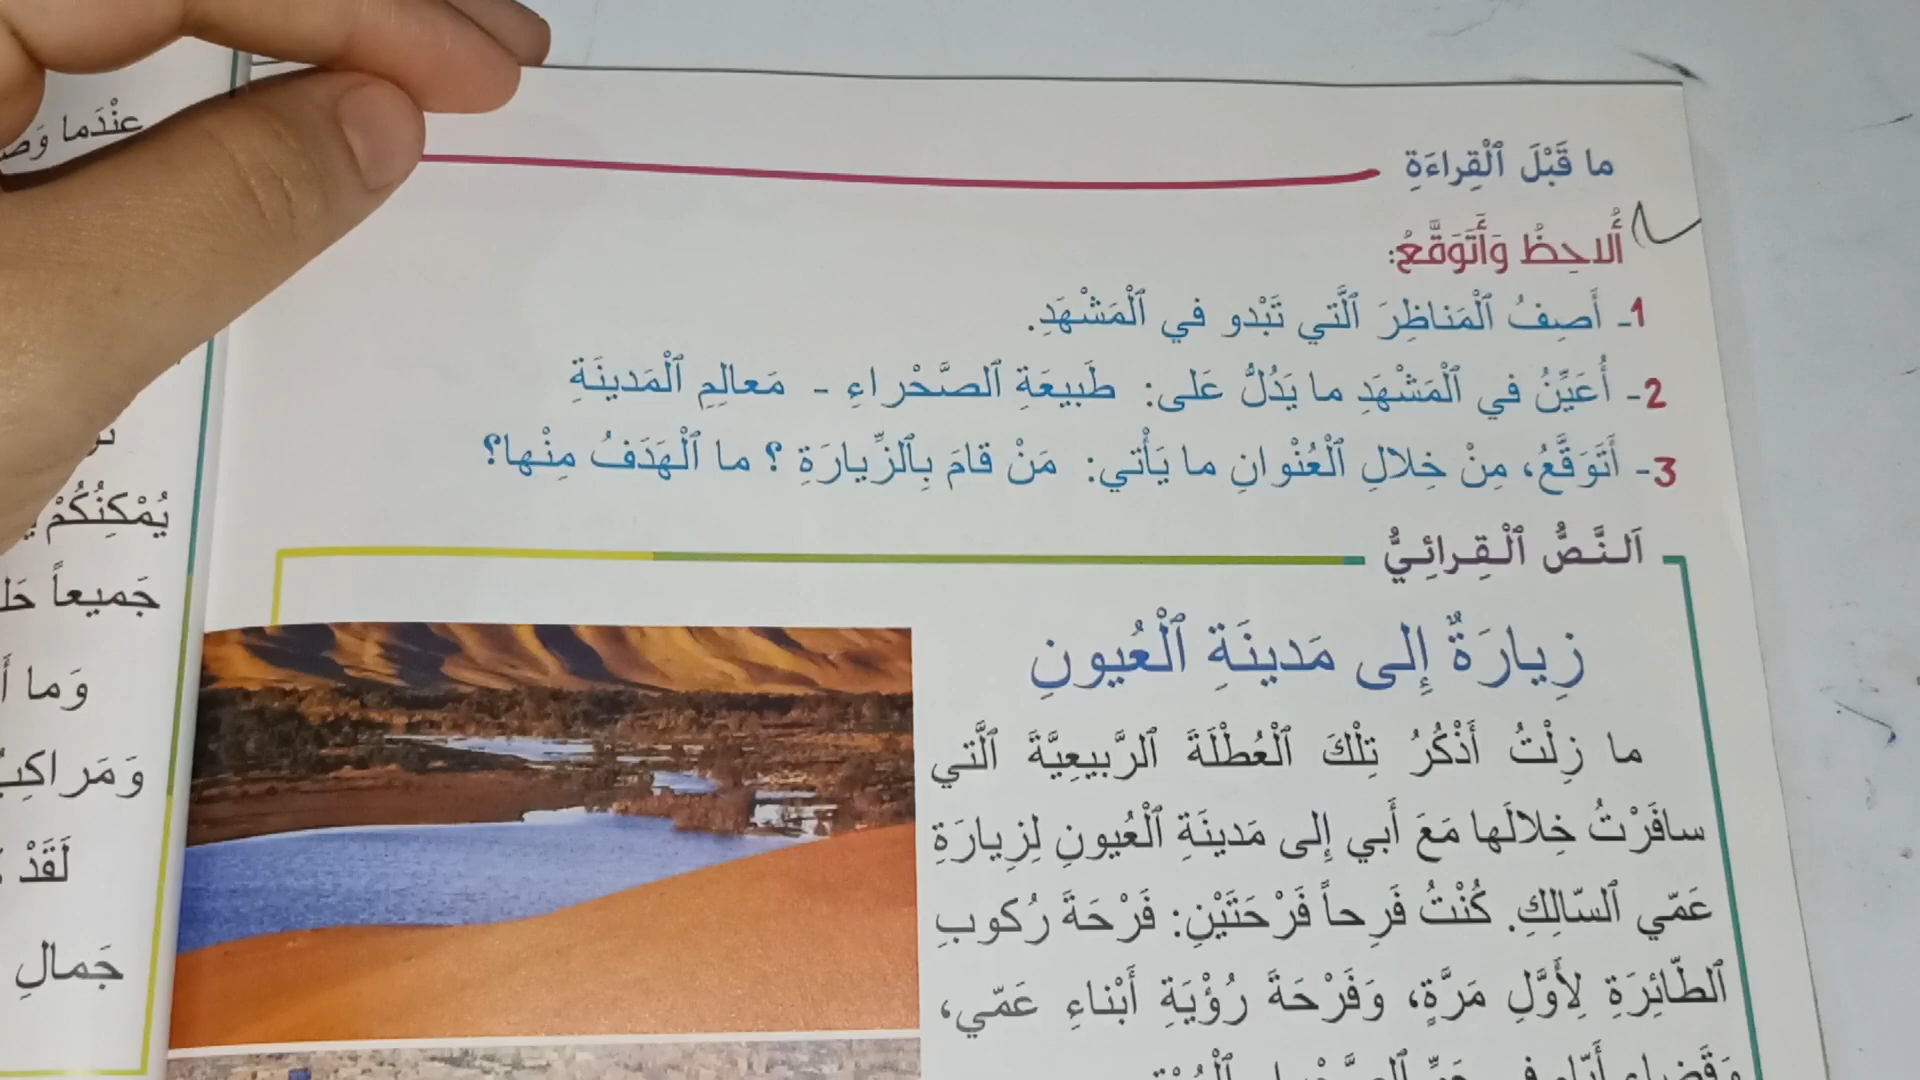 ما قَبْلَ ٱلْقِراءَةِ
أُلاحِظُ وَأَتَوَقَّعُ:
1- أَصِفُ ٱلْمَناظِرَ ٱلَّتي تَبْدو في ٱلْمَشْهَدِ.
2- أُعَيِّنُ في ٱلْمَشْهَدِ ما يَدُلُّ عَلى: طَبيعَةِ ٱلصَّحْراءِ - مَعالِمِ ٱلْمَدينَةِ
3- أَتَوَقَّعُ، مِنْ خِلالِ ٱلْعُنْوانِ ما يَأْتي: مَنْ قامَ بِٱلزِّيارَةِ ؟ ما ٱلْهَدَفُ مِنْها؟
اَلنَّصُّ ٱلْقِرائِيُّ
زِيارَةٌ إِلى مَدينَةِ ٱلْعُيونِ
ما زِلْتُ أَذْكُرُ تِلْكَ ٱلْعُطْلَةَ ٱلرَّبيعِيَّةَ ٱلَّتي
سافَرْتُ خِلالَها مَعَ أَبي إِلى مَدينَةِ ٱلْعُيونِ لِزِيارَةِ
عَمّي ٱلسّالِكِ. كُنْتُ فَرِحاً فَرْحَتَيْنِ: فَرْحَةَ رُكوبِ
ٱلطّائِرَةِ لِأَوَّلِ مَرَّةٍ، وَفَرْحَةَ رُؤْيَةِ أَبْناءِ عَمّي،
عِنْدَما
يُمْكِنُكُمْ
جَميعاً
وَما
وَمَراكِبُ
لَقَدْ
جَمالِ